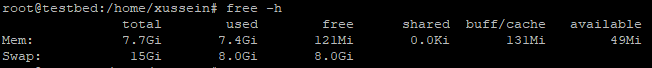 root@testbed:/home/xussein# free -h
total used free shared buff/cache available
Mem: 7.7Gi 7.4Gi 121Mi 0.0Ki 131Mi 49Mi
Swap: 15Gi 8.0Gi 8.0Gi